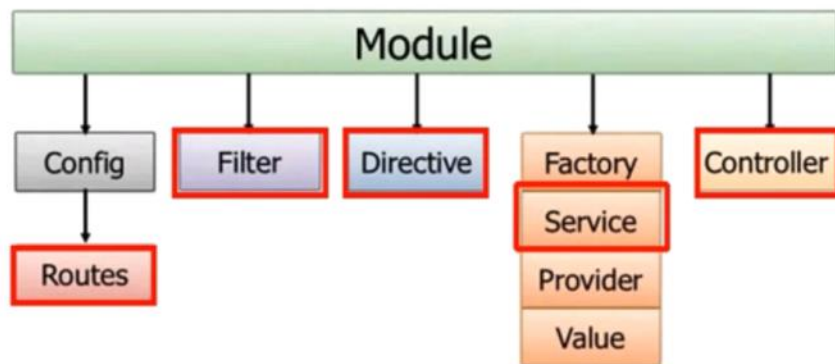 Module
Config
Filter
Directive
Factory
Controller
Service
Routes
Provider
Value